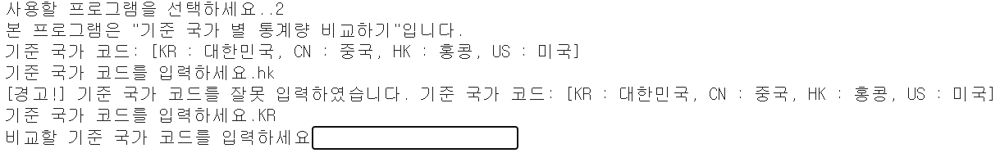 사용할 프로그램을 선택하세요..2
본 프로그램은 "기준 국가 별 통계량 비교하기"입니다.
기준 국가 코드: [KR : 대한민국, CN : 중국, HK : 홍콩, US : 미국]
기준 국가 코드를 입력하세요.hk
[경고!] 기준 국가 코드를 잘못 입력하였습니다. 기준 국가 코드: [KR : 대한민국, CN : 중국, HK : 홍콩, US : 미국]
기준 국가 코드를 입력하세요.KR
비교할 기준 국가 코드를 입력하세요